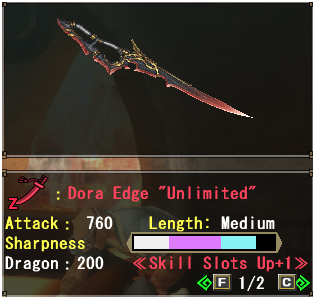 Z : Dora Edge "Unlimited"
Attack : 760 Length: Medium
Sharpness
Dragon : 200 ≪Skill Slots Up+1≫
F 1/2 C